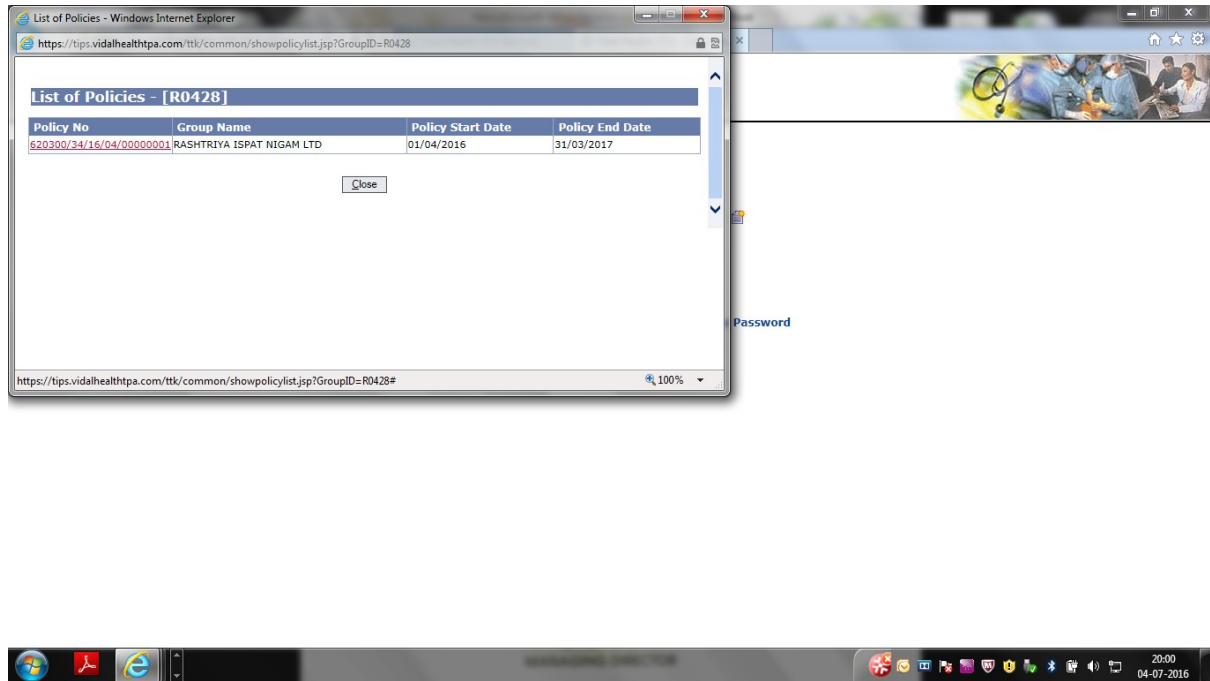 List of Policies - Windows Internet Explorer
https://tips.vidalhealthtpa.com/ttk/common/showpolicylist.jsp?GroupID=R0428
List of Policies - [R0428]
Policy No Group Name Policy Start Date Policy End Date
620300/34/16/04/00000001 RASHTRIYA ISPAT NIGAM LTD 01/04/2016 31/03/2017
Close
Password
https://tips.vidalhealthtpa.com/ttk/common/showpolicylist.jsp?GroupID=R0428# 100%
MANAGING DIRECTOR
20:00
04-07-2016